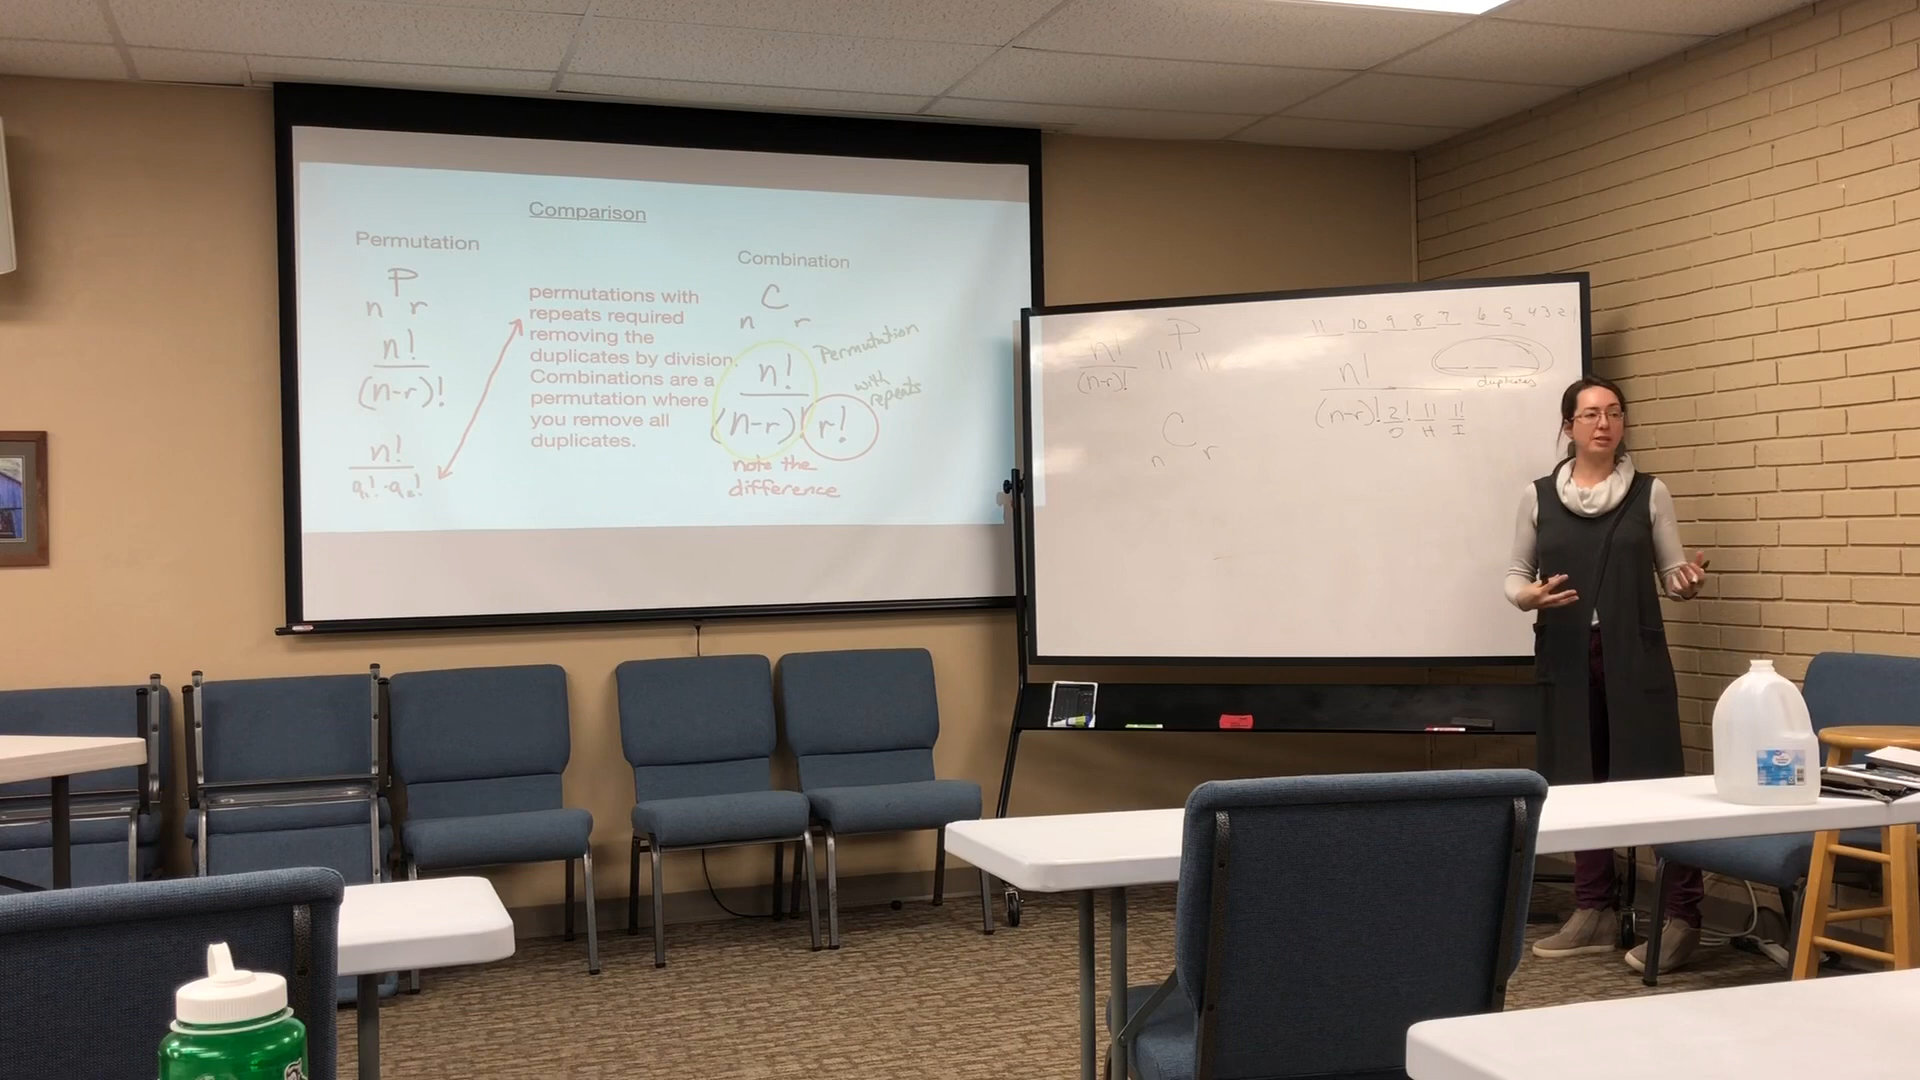 Comparison
Permutation
P
n r
n!
(n-r)!
n!
q₁!·q₂!
permutations with
repeats required
removing the
duplicates by division.
Combinations are a
permutation where
you remove all
duplicates.
Combination
C
n r
n!
(n-r)! r!
Permutation
with
repeats
note the
difference
n!
(n-r)!
P
11 11
C
n r
11 10 9 8 7 6 5 4 3 2 1
duplicates
n!
(n-r)! 2! 1! 1!
O H I